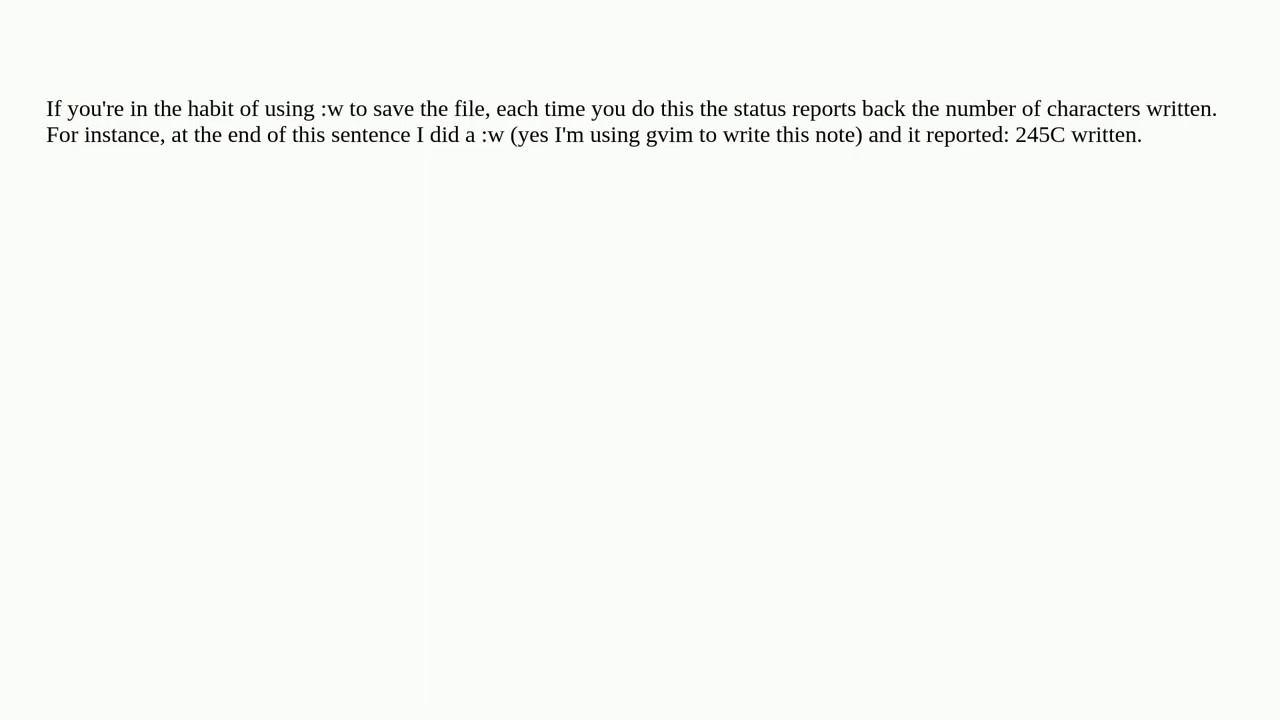 If you're in the habit of using :w to save the file, each time you do this the status reports back the number of characters written.
For instance, at the end of this sentence I did a :w (yes I'm using gvim to write this note) and it reported: 245C written.